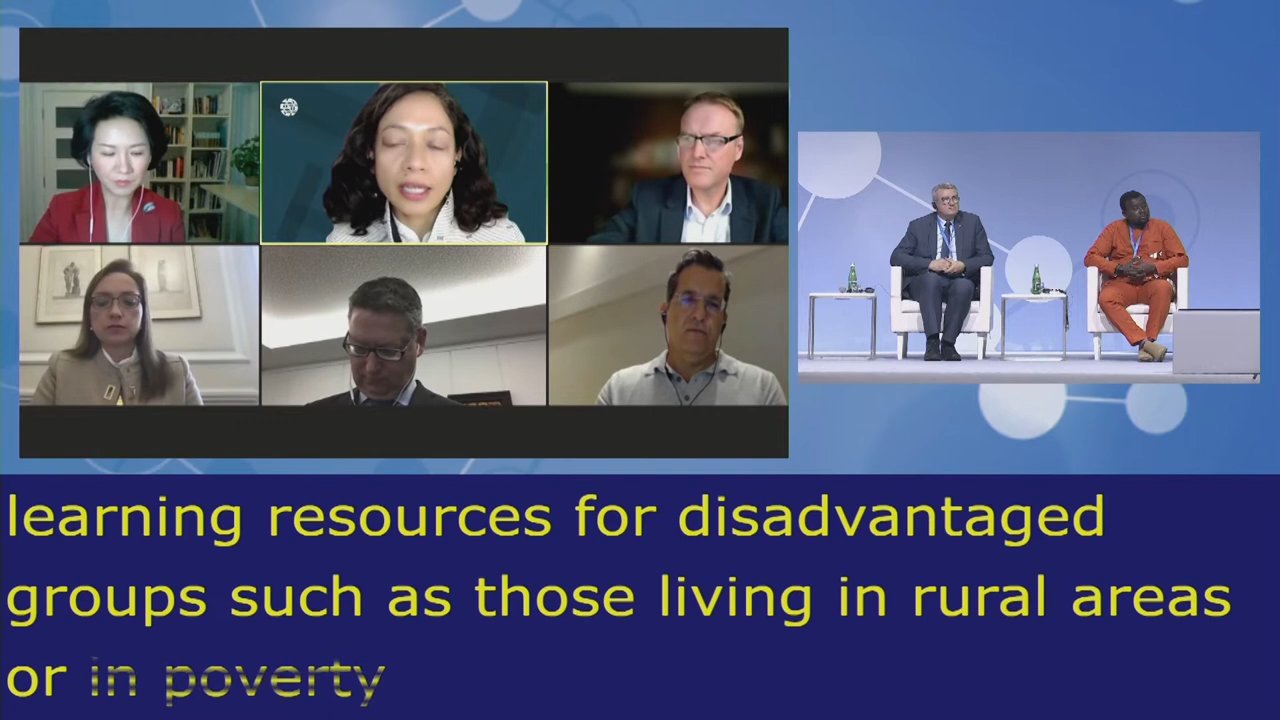 learning resources for disadvantaged
groups such as those living in rural areas
or in poverty